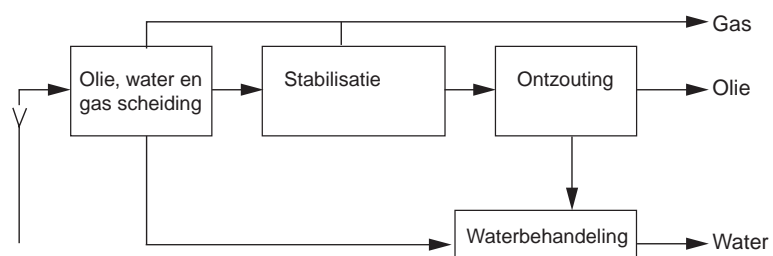 Gas
Olie, water en
gas scheiding
Stabilisatie
Ontzouting
Olie
Waterbehandeling
Water